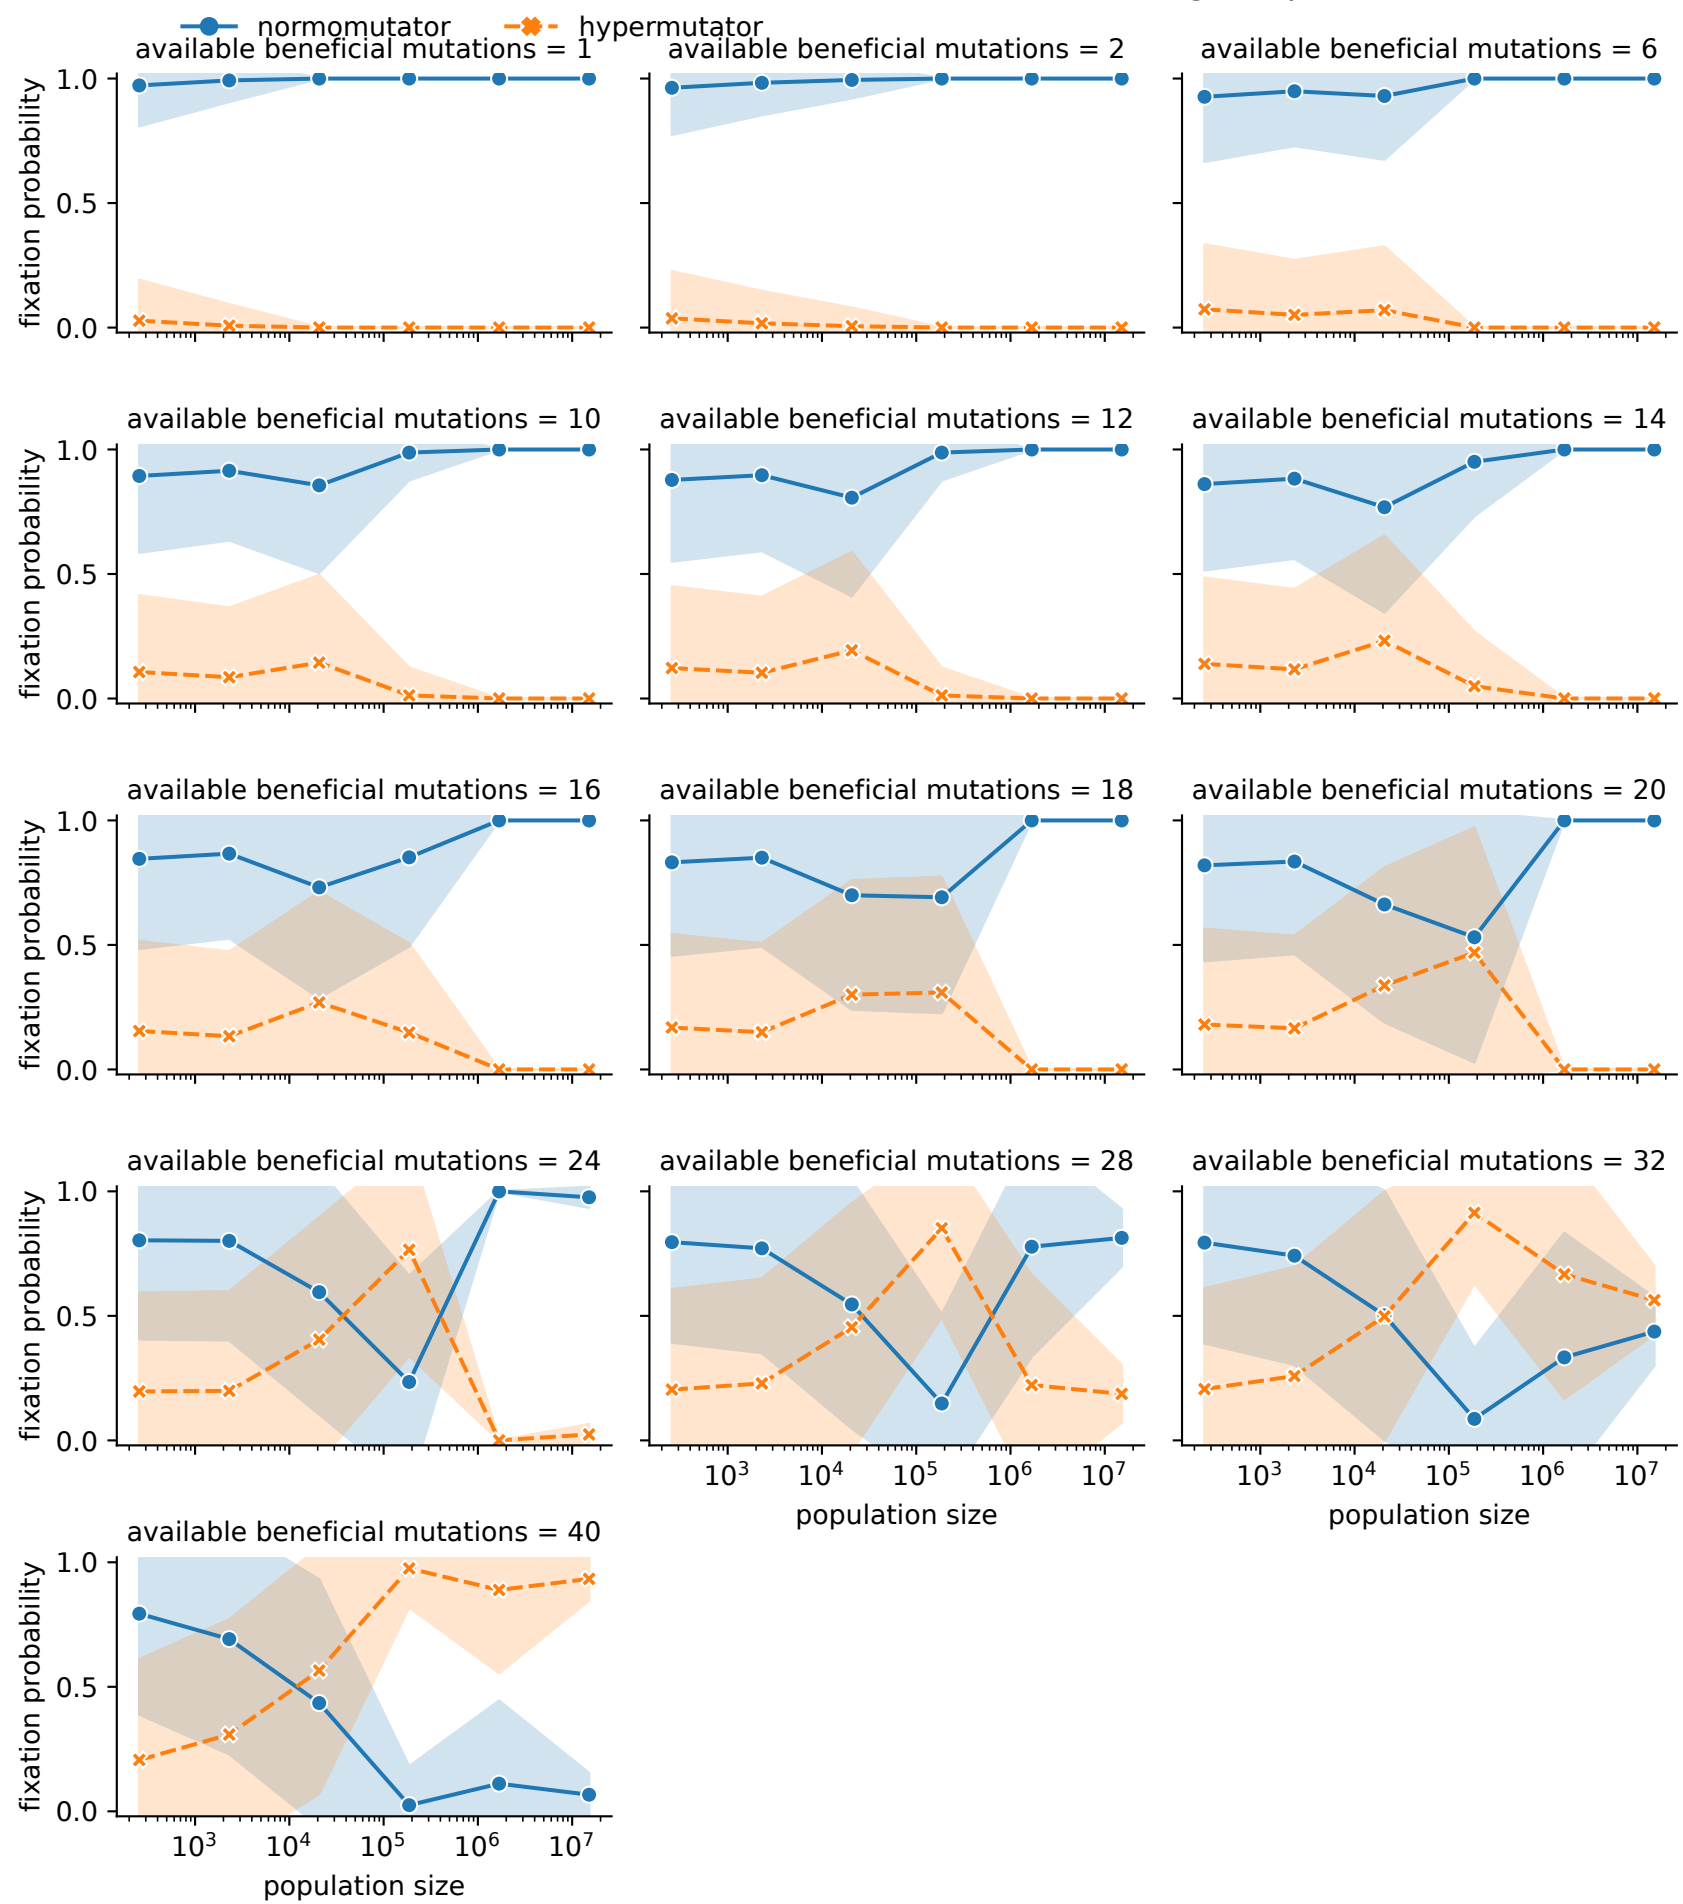 normomutator hypermutator
available beneficial mutations = 1 available beneficial mutations = 2 available beneficial mutations = 6
fixation probability
1.0
0.5
0.0
available beneficial mutations = 10 available beneficial mutations = 12 available beneficial mutations = 14
fixation probability
1.0
0.5
0.0
available beneficial mutations = 16 available beneficial mutations = 18 available beneficial mutations = 20
fixation probability
1.0
0.5
0.0
available beneficial mutations = 24 available beneficial mutations = 28 available beneficial mutations = 32
fixation probability
1.0
0.5
0.0
10³ 10⁴ 10⁵ 10⁶ 10⁷ 10³ 10⁴ 10⁵ 10⁶ 10⁷
population size population size
available beneficial mutations = 40
fixation probability
1.0
0.5
0.0
10³ 10⁴ 10⁵ 10⁶ 10⁷
population size